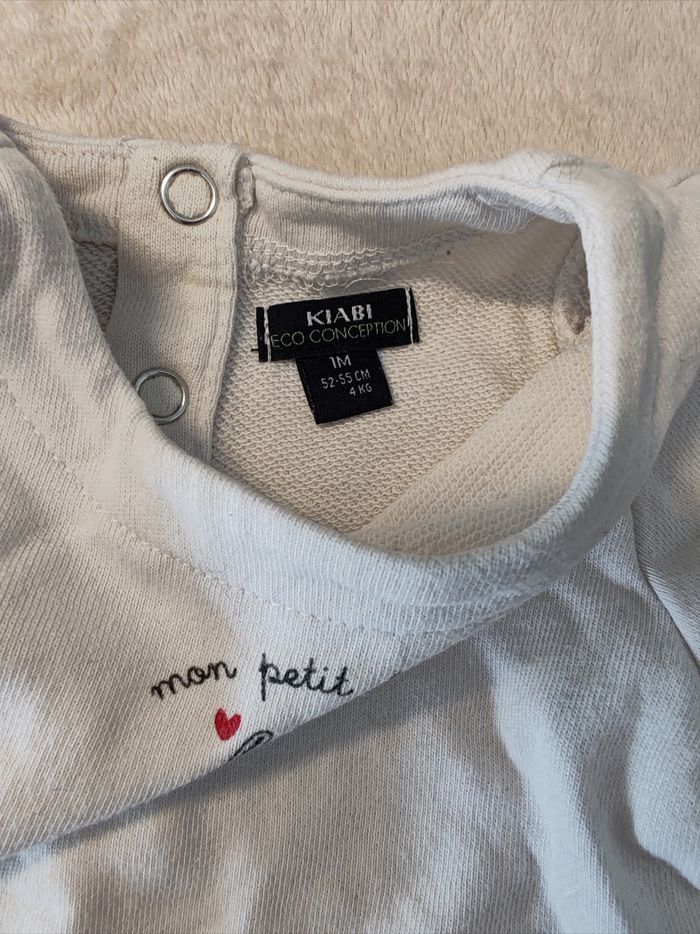 KIABI
ECO CONCEPTION
1M
52-55 CM
4 KG
mon petit